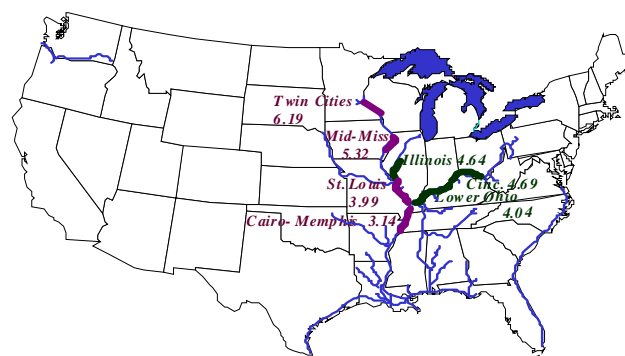 Twin Cities
6.19
Mid-Miss
5.32
Illinois 4.64
St. Louis
3.99
Cinc. 4.69
Lower Ohio
4.04
Cairo-Memphis 3.14